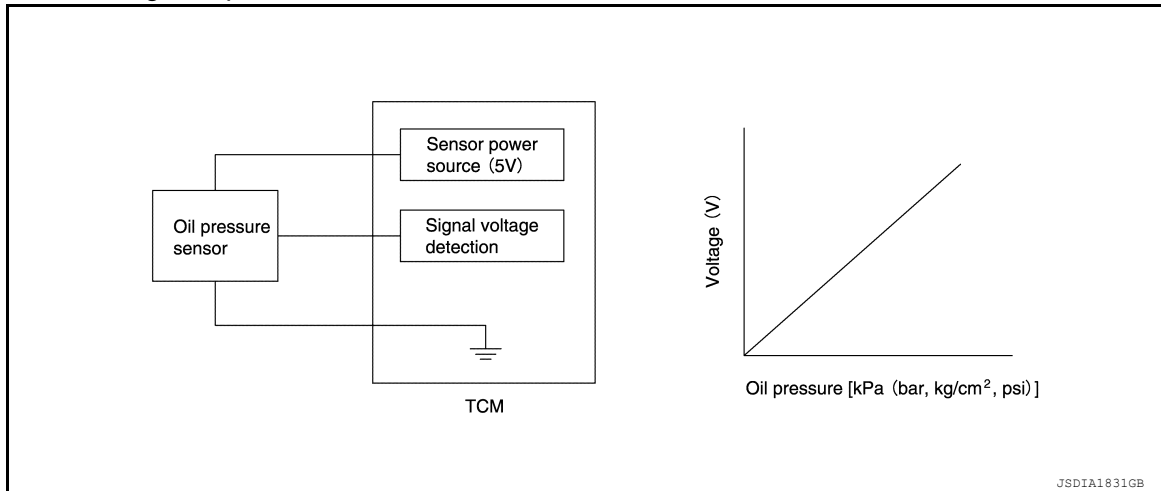 Sensor power
source (5V)
Oil pressure
sensor
Signal voltage
detection
TCM
Voltage (V)
Oil pressure [kPa (bar, kg/cm², psi)]
JSDIA1831GB